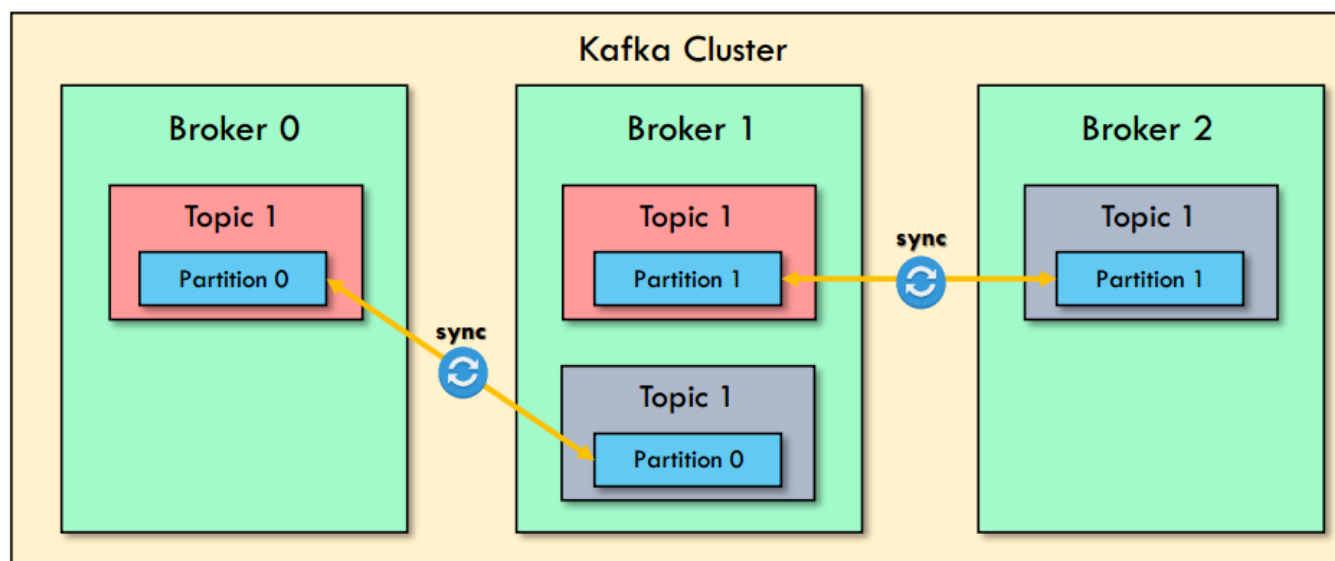 Kafka Cluster
Broker 0
Topic 1
Partition 0
sync
Broker 1
Topic 1
Partition 1
Topic 1
Partition 0
sync
Broker 2
Topic 1
Partition 1